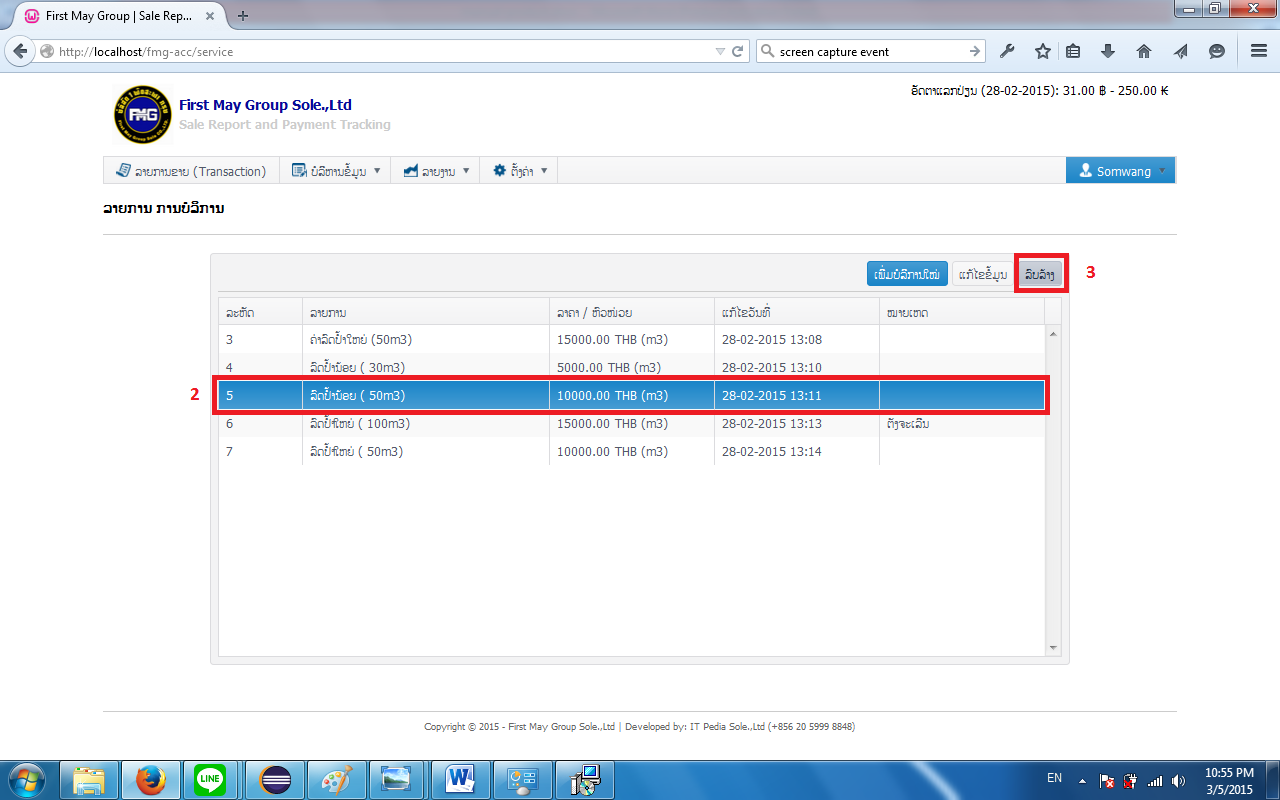 First May Group | Sale Rep...
http://localhost/fmg-acc/service
screen capture event
FMG
First May Group Sole.,Ltd
Sale Report and Payment Tracking
ອັດຕາແລກປ່ຽນ (28-02-2015): 31.00 ฿ - 250.00 ₭
ລາຍການຂາຍ (Transaction) ບໍລິຫານຂໍ້ມູນ ລາຍງານ ຕັ້ງຄ່າ Somwang
ລາຍການ ການບໍລິການ
ເພີ່ມບໍລິການໃໝ່ ແກ້ໄຂຂໍ້ມູນ ລຶບລ້າງ 3
ລະຫັດ ລາຍການ ລາຄາ / ຫົວໜ່ວຍ ແກ້ໄຂວັນທີ່ ໝາຍເຫດ
3 ຄ່າລົດປ້ຳໃຫຍ່ (50m3) 15000.00 THB (m3) 28-02-2015 13:08
4 ລົດປ້ຳນ້ອຍ ( 30m3) 5000.00 THB (m3) 28-02-2015 13:10
2 5 ລົດປ້ຳນ້ອຍ ( 50m3) 10000.00 THB (m3) 28-02-2015 13:11
6 ລົດປ້ຳໃຫຍ່ ( 100m3) 15000.00 THB (m3) 28-02-2015 13:13 ຕັງຈະເລີນ
7 ລົດປ້ຳໃຫຍ່ ( 50m3) 10000.00 THB (m3) 28-02-2015 13:14
Copyright © 2015 - First May Group Sole.,Ltd | Developed by: IT Pedia Sole.,Ltd (+856 20 5999 8848)
LINE
W
EN
10:55 PM
3/5/2015